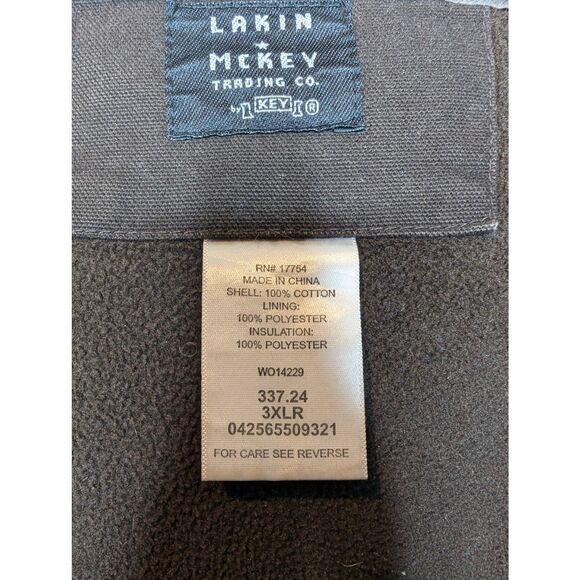 LAKIN
★
McKEY
TRADING CO.
by KEY ®
RN# 17754
MADE IN CHINA
SHELL: 100% COTTON
LINING:
100% POLYESTER
INSULATION:
100% POLYESTER
WO14229
337.24
3XLR
042565509321
FOR CARE SEE REVERSE